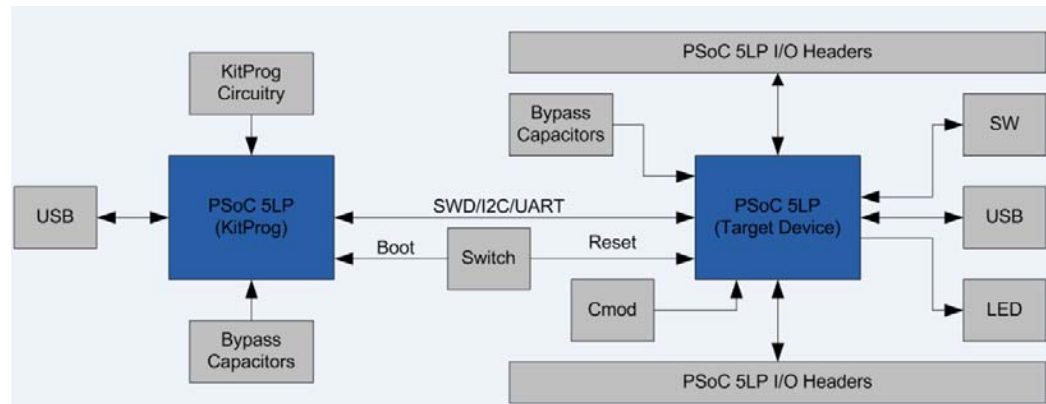 PSoC 5LP I/O Headers
KitProg
Circuitry
Bypass
Capacitors
SW
USB
PSoC 5LP
(KitProg)
SWD/I2C/UART
PSoC 5LP
(Target Device)
USB
Boot
Switch
Reset
Cmod
LED
Bypass
Capacitors
PSoC 5LP I/O Headers